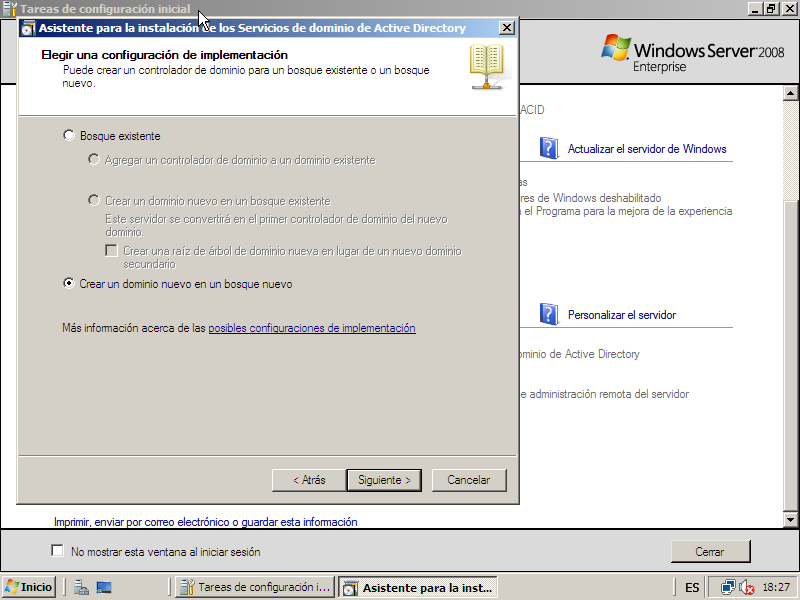 Tareas de configuración inicial
Asistente para la instalación de los Servicios de dominio de Active Directory
Elegir una configuración de implementación
Puede crear un controlador de dominio para un bosque existente o un bosque
nuevo.
Windows Server 2008
Enterprise
Bosque existente
Agregar un controlador de dominio a un dominio existente
Crear un dominio nuevo en un bosque existente
Este servidor se convertirá en el primer controlador de dominio del nuevo
dominio.
Crear una raíz de árbol de dominio nueva en lugar de un nuevo dominio
secundario
Crear un dominio nuevo en un bosque nuevo
Más información acerca de las posibles configuraciones de implementación
< Atrás
Siguiente >
Cancelar
ACID
Actualizar el servidor de Windows
as
res de Windows deshabilitado
el Programa para la mejora de la experiencia
Personalizar el servidor
ominio de Active Directory
e administración remota del servidor
Imprimir, enviar por correo electrónico o guardar esta información
No mostrar esta ventana al iniciar sesión
Cerrar
Inicio
Tareas de configuración i...
Asistente para la inst...
ES
18:27